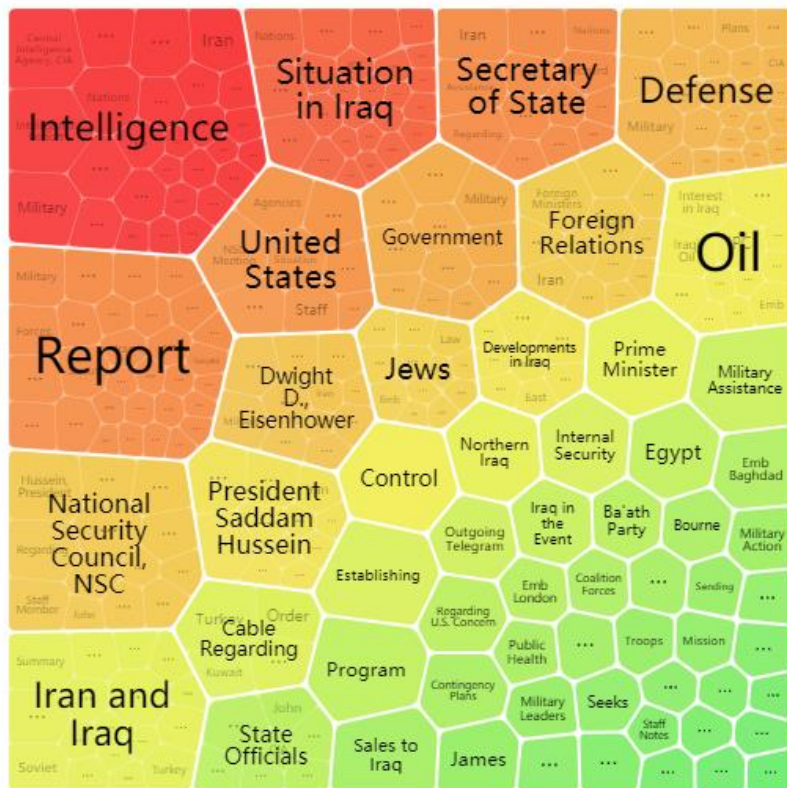 Central
Intelligence
Agency, CIA
...
...
Iran
Nations
Intelligence
Military
Nations
...
Situation
in Iraq
Iran
Nations
Secretary
of State
Regarding
...
Plans
CIA
Defense
Military
Agencies
United
States
Staff
Military
Government
Foreign
Ministers
Foreign
Relations
Iran
Interest
in Iraq
Oil
Emb
Military
Forces
Report
Dwight
D.,
Eisenhower
Law
Jews
Emb
Developments
in Iraq
East
Prime
Minister
Military
Assistance
Hussein,
President
National
Security
Council,
NSC
Regarding
Staff
Member
John
President
Saddam
Hussein
Control
Northern
Iraq
Internal
Security
Egypt
Emb
Baghdad
Outgoing
Telegram
Iraq in
the
Event
Ba'ath
Party
Bourne
Military
Action
Establishing
Emb
London
Coalition
Forces
...
Sending
...
Turkey
Order
Cable
Regarding
Kuwait
Regarding
U.S. Concern
Public
Health
...
Troops
Mission
...
Summary
Iran and
Iraq
Soviet
Turkey
Program
Contingency
Plans
Military
Leaders
Seeks
...
...
...
John
State
Officials
Sales to
Iraq
James
...
...
Staff
Notes
...
...
...
...